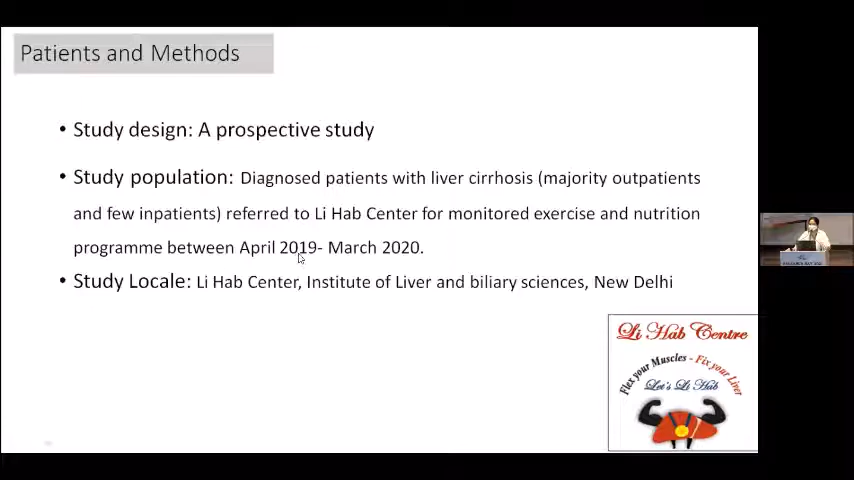 Patients and Methods
• Study design: A prospective study
• Study population: Diagnosed patients with liver cirrhosis (majority outpatients
and few inpatients) referred to Li Hab Center for monitored exercise and nutrition
programme between April 2019- March 2020.
• Study Locale: Li Hab Center, Institute of Liver and biliary sciences, New Delhi
Li Hab Centre
Flex your Muscles - Fix your Liver
Let's Li Hab